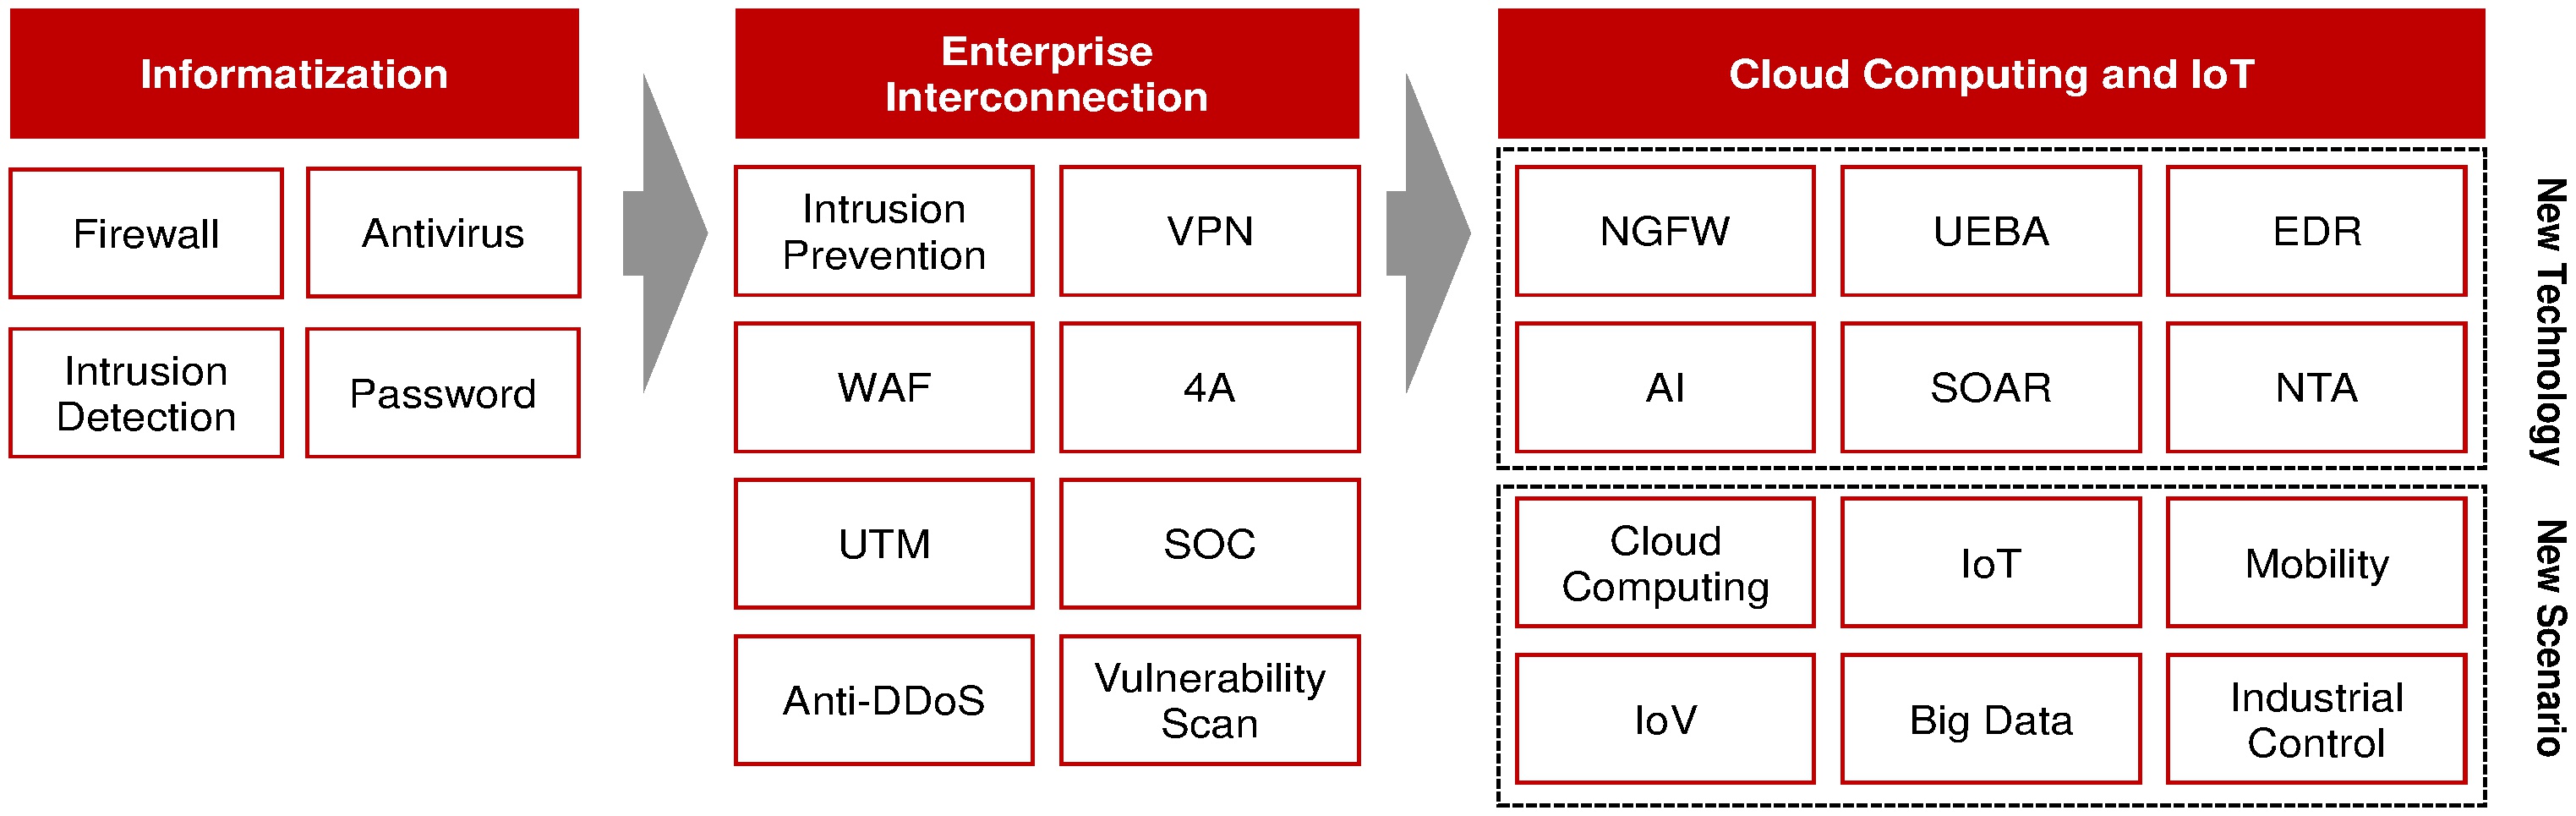 Informatization
Firewall
Antivirus
Intrusion
Detection
Password
Enterprise
Interconnection
Intrusion
Prevention
VPN
WAF
4A
UTM
SOC
Anti-DDoS
Vulnerability
Scan
Cloud Computing and IoT
NGFW
UEBA
EDR
AI
SOAR
NTA
New Technology
Cloud
Computing
IoT
Mobility
IoV
Big Data
Industrial
Control
New Scenario